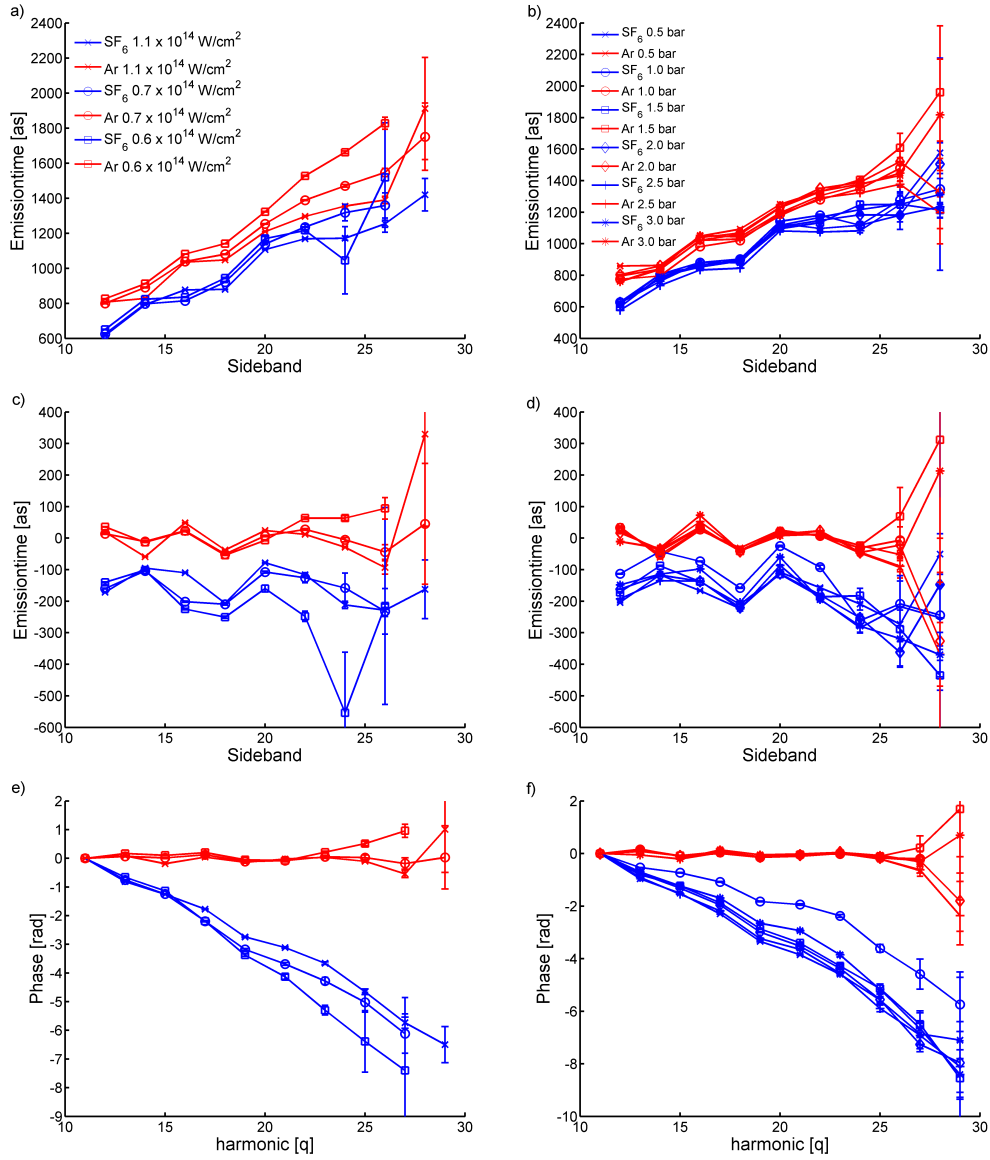 a)
2400
2200
2000
1800
1600
1400
1200
1000
800
600
10 15 20 25 30
Emissiontime [as]
Sideband
SF6 1.1 x 10^14 W/cm^2
Ar 1.1 x 10^14 W/cm^2
SF6 0.7 x 10^14 W/cm^2
Ar 0.7 x 10^14 W/cm^2
SF6 0.6 x 10^14 W/cm^2
Ar 0.6 x 10^14 W/cm^2
b)
2400
2200
2000
1800
1600
1400
1200
1000
800
600
400
10 15 20 25 30
Emissiontime [as]
Sideband
SF6 0.5 bar
Ar 0.5 bar
SF6 1.0 bar
Ar 1.0 bar
SF6 1.5 bar
Ar 1.5 bar
SF6 2.0 bar
Ar 2.0 bar
SF6 2.5 bar
Ar 2.5 bar
SF6 3.0 bar
Ar 3.0 bar
c)
400
300
200
100
0
-100
-200
-300
-400
-500
-600
10 15 20 25 30
Emissiontime [as]
Sideband
d)
400
300
200
100
0
-100
-200
-300
-400
-500
-600
10 15 20 25 30
Emissiontime [as]
Sideband
e)
2
1
0
-1
-2
-3
-4
-5
-6
-7
-8
-9
10 15 20 25 30
Phase [rad]
harmonic [q]
f)
2
0
-2
-4
-6
-8
-10
10 15 20 25 30
Phase [rad]
harmonic [q]